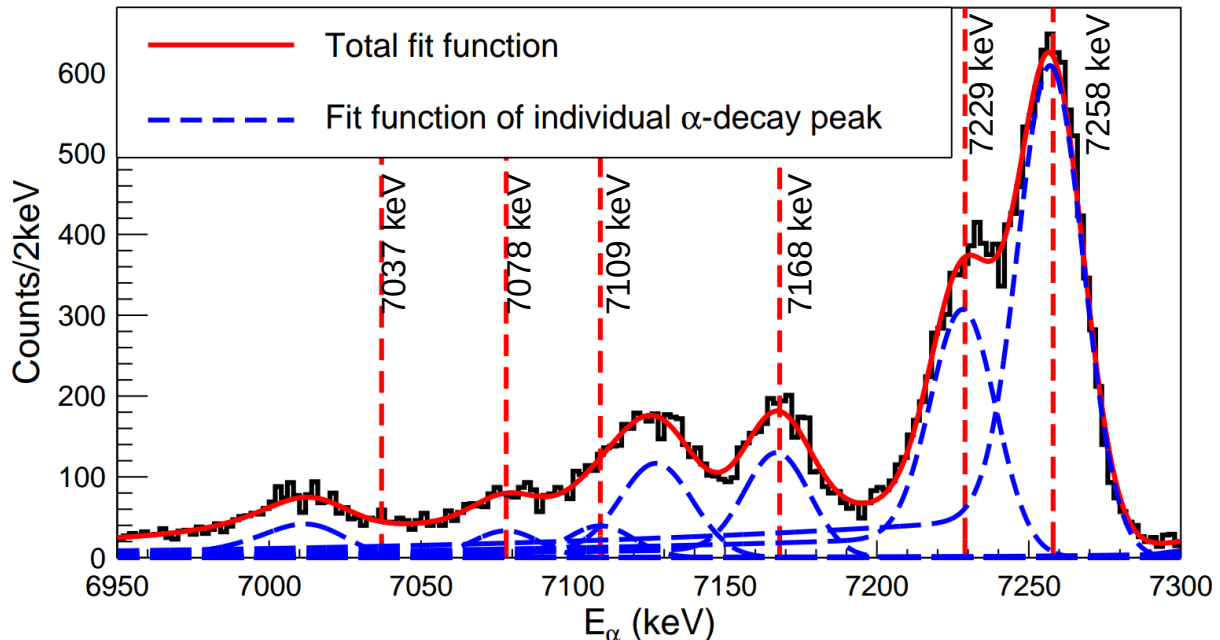 Total fit function
Fit function of individual α-decay peak
7037 keV
7078 keV
7109 keV
7168 keV
7229 keV
7258 keV
Counts/2keV
600
500
400
300
200
100
0
6950 7000 7050 7100 7150 7200 7250 7300
Eα (keV)